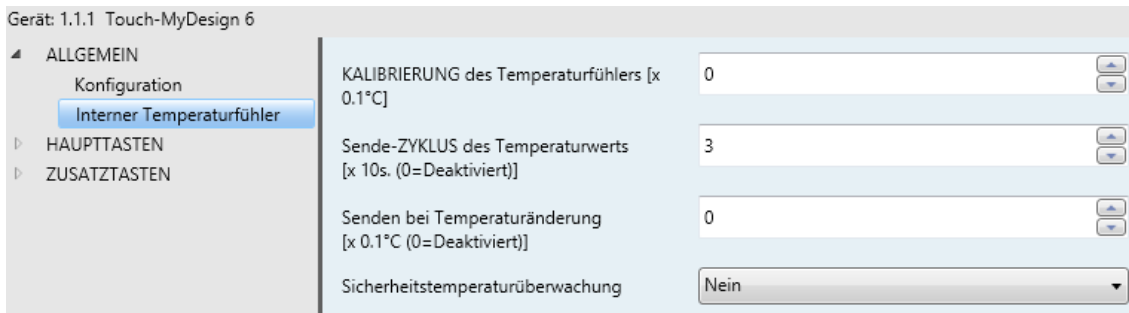 Gerät: 1.1.1 Touch-MyDesign 6
ALLGEMEIN
Konfiguration
Interner Temperaturfühler
HAUPTTASTEN
ZUSATZTASTEN
KALIBRIERUNG des Temperaturfühlers [x
0.1°C]
0
Sende-ZYKLUS des Temperaturwerts
[x 10s. (0=Deaktiviert)]
3
Senden bei Temperaturänderung
[x 0.1°C (0=Deaktiviert)]
0
Sicherheitstemperaturüberwachung
Nein